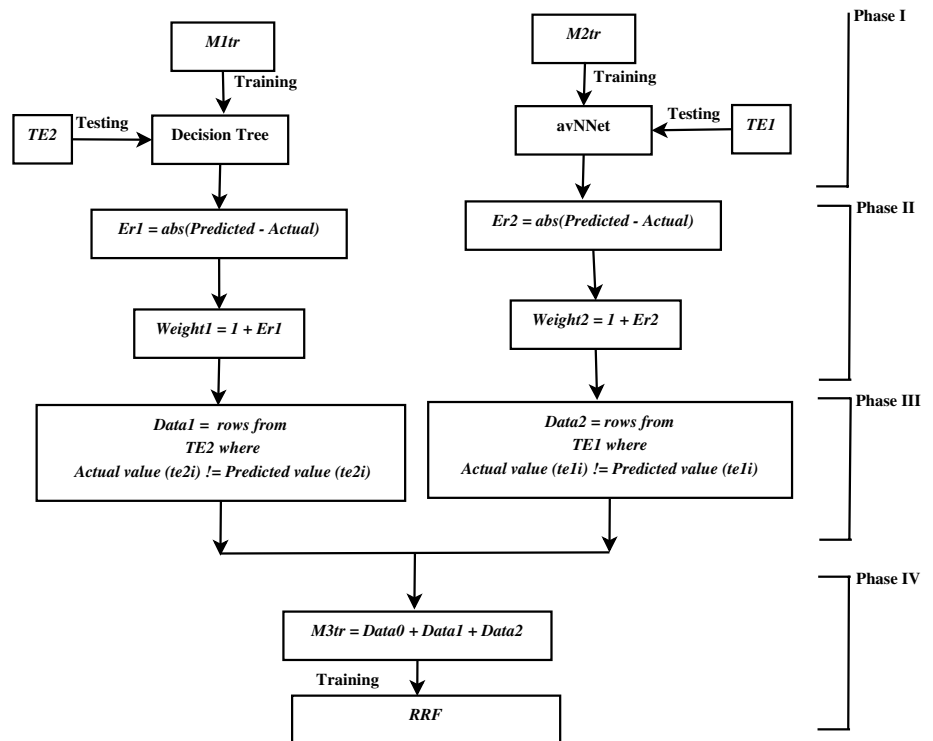 Phase I
M1tr
M2tr
Training
Training
TE2
Testing
Decision Tree
avNNet
Testing
TE1
Phase II
Er1 = abs(Predicted - Actual)
Er2 = abs(Predicted - Actual)
Weight1 = 1 + Er1
Weight2 = 1 + Er2
Phase III
Data1 = rows from
TE2 where
Actual value (te2i) != Predicted value (te2i)
Data2 = rows from
TE1 where
Actual value (te1i) != Predicted value (te1i)
Phase IV
M3tr = Data0 + Data1 + Data2
Training
RRF